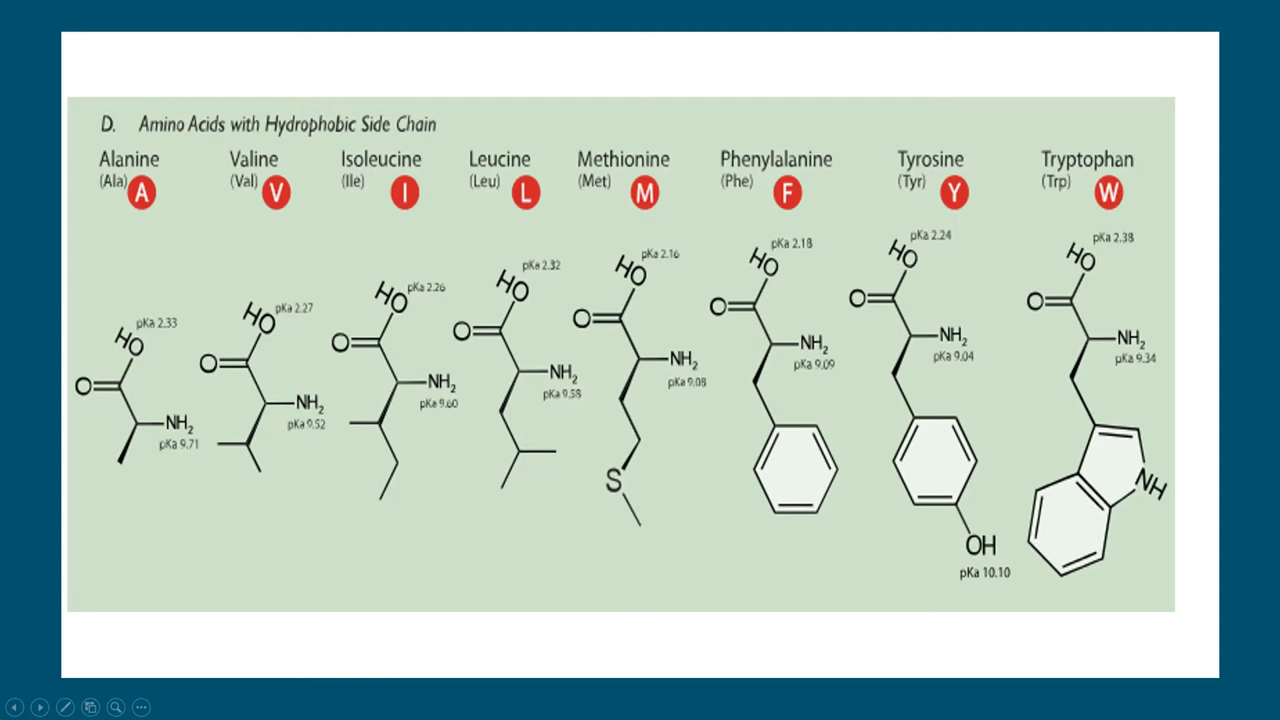 D. Amino Acids with Hydrophobic Side Chain
Alanine Valine Isoleucine Leucine Methionine Phenylalanine Tyrosine Tryptophan
(Ala) (Val) (Ile) (Leu) (Met) (Phe) (Tyr) (Trp)
A V I L M F Y W
HO pKa 2.33
O
NH2
pKa 9.71
HO pKa 2.27
O
NH2
pKa 9.52
HO pKa 2.26
O
NH2
pKa 9.60
HO pKa 2.32
O
NH2
pKa 9.58
HO pKa 2.16
O
NH2
pKa 9.08
S
HO pKa 2.18
O
NH2
pKa 9.09
HO pKa 2.24
O
NH2
pKa 9.04
OH
pKa 10.10
HO pKa 2.38
O
NH2
pKa 9.34
NH